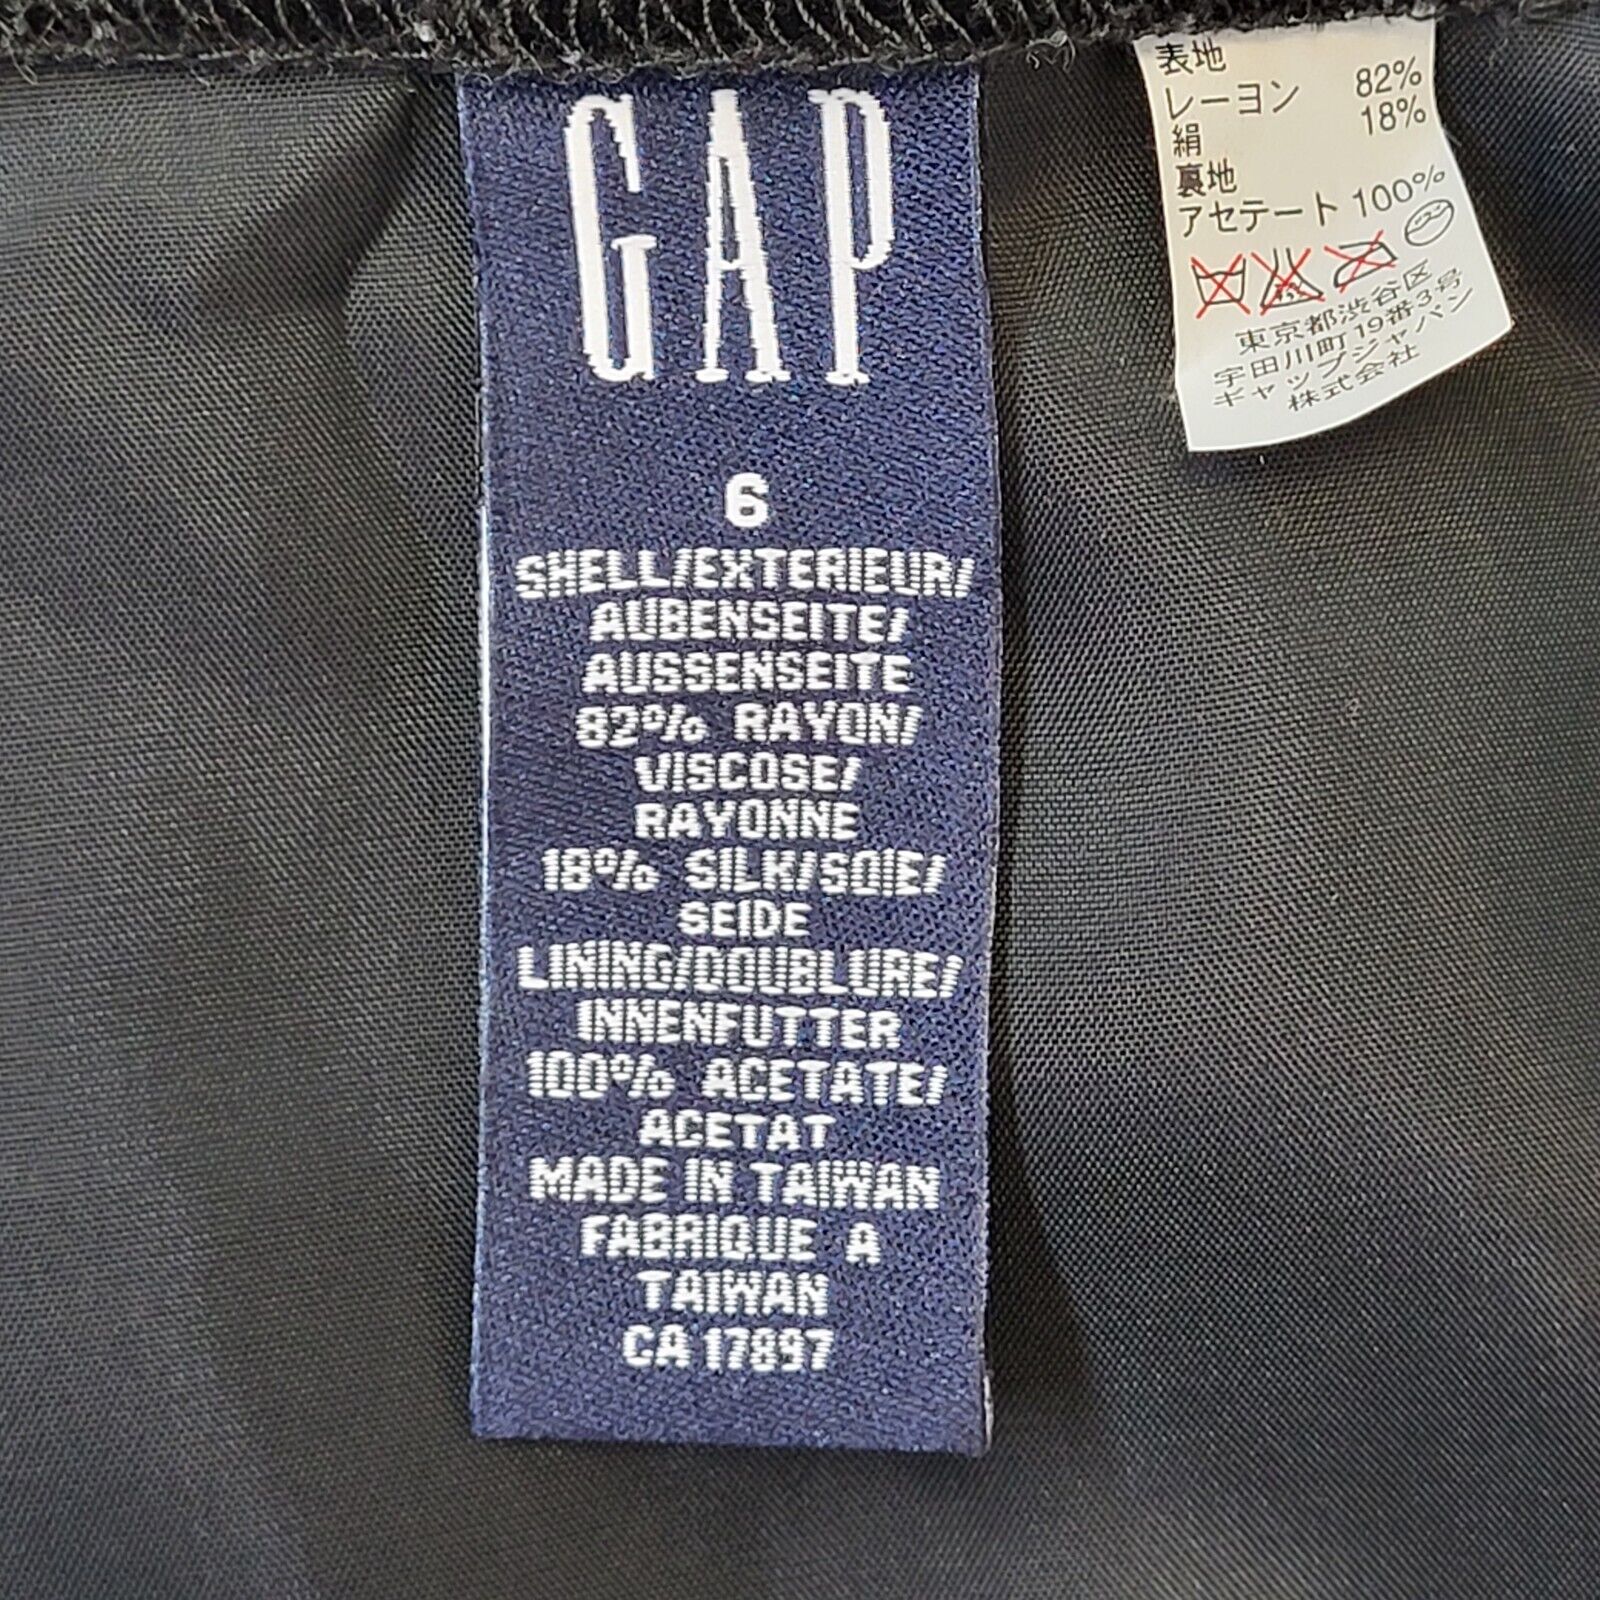 GAP
6
SHELL/EXTERIEUR/
AUBENSEITE/
AUSSENSEITE
82% RAYON/
VISCOSE/
RAYONNE
18% SILK/SOIE/
SEIDE
LINING/DOUBLURE/
INNENFUTTER
100% ACETATE/
ACETAT
MADE IN TAIWAN
FABRIQUE A
TAIWAN
CA 17897
表地
レーヨン 82%
絹 18%
裏地
アセテート 100%
東京都渋谷区
宇田川町19番3号
ギャップジャパン
株式会社